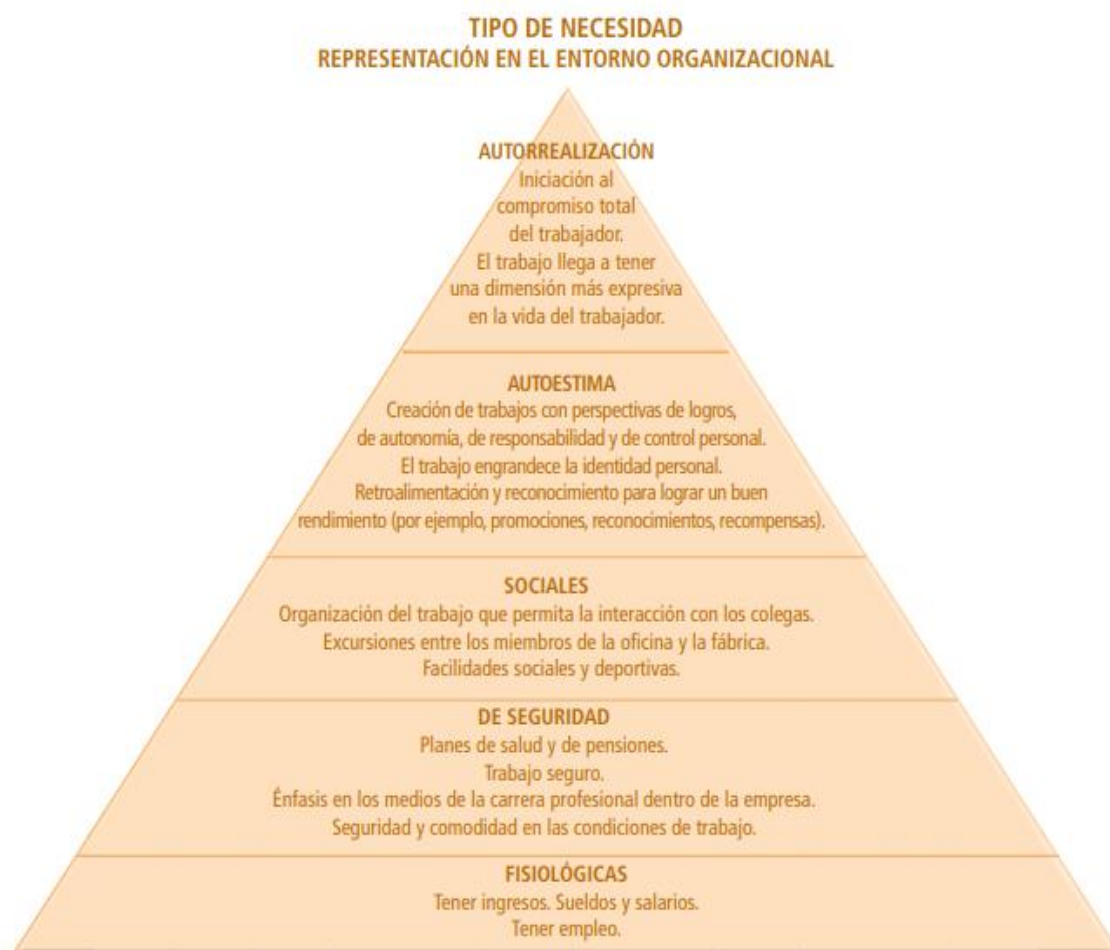 TIPO DE NECESIDAD
REPRESENTACIÓN EN EL ENTORNO ORGANIZACIONAL
AUTORREALIZACIÓN
Iniciación al
compromiso total
del trabajador.
El trabajo llega a tener
una dimensión más expresiva
en la vida del trabajador.
AUTOESTIMA
Creación de trabajos con perspectivas de logros,
de autonomía, de responsabilidad y de control personal.
El trabajo engrandece la identidad personal.
Retroalimentación y reconocimiento para lograr un buen
rendimiento (por ejemplo, promociones, reconocimientos, recompensas).
SOCIALES
Organización del trabajo que permita la interacción con los colegas.
Excursiones entre los miembros de la oficina y la fábrica.
Facilidades sociales y deportivas.
DE SEGURIDAD
Planes de salud y de pensiones.
Trabajo seguro.
Énfasis en los medios de la carrera profesional dentro de la empresa.
Seguridad y comodidad en las condiciones de trabajo.
FISIOLÓGICAS
Tener ingresos. Sueldos y salarios.
Tener empleo.